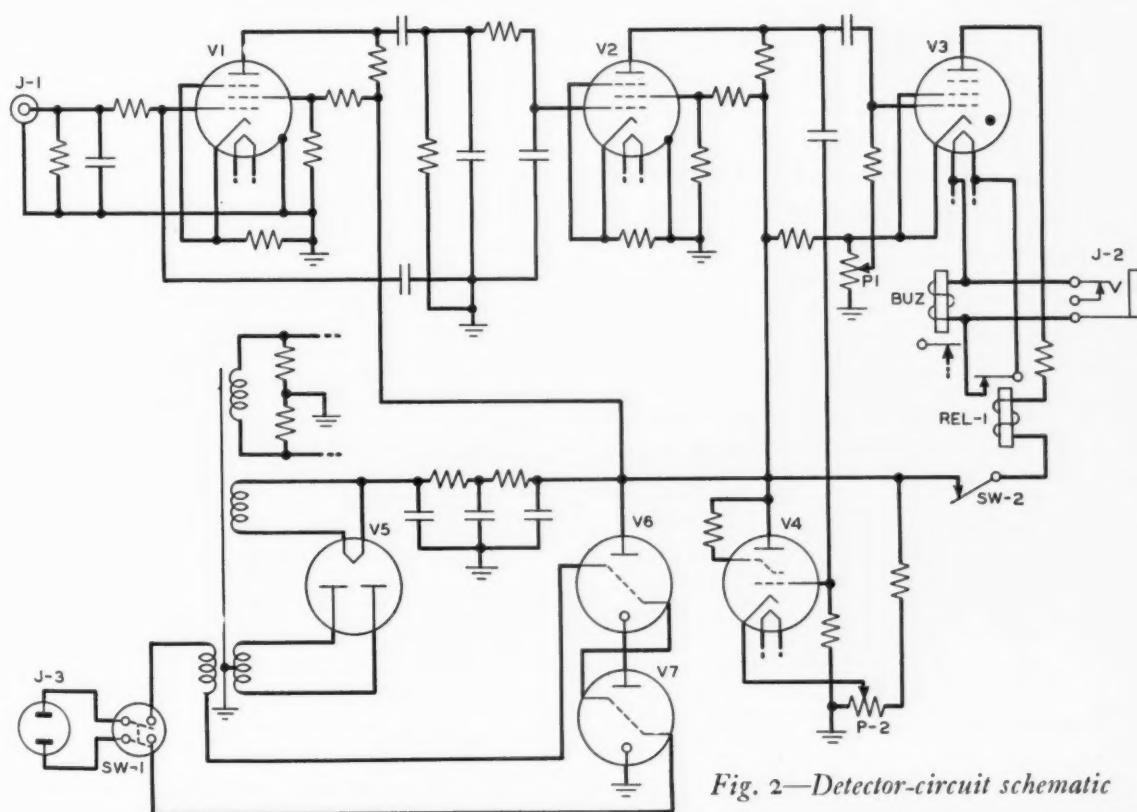 V1
V2
V3
J-1
P1
J-2
BUZ
REL-1
SW-2
V5
V6
V4
V7
J-3
SW-1
P-2
Fig. 2—Detector-circuit schematic